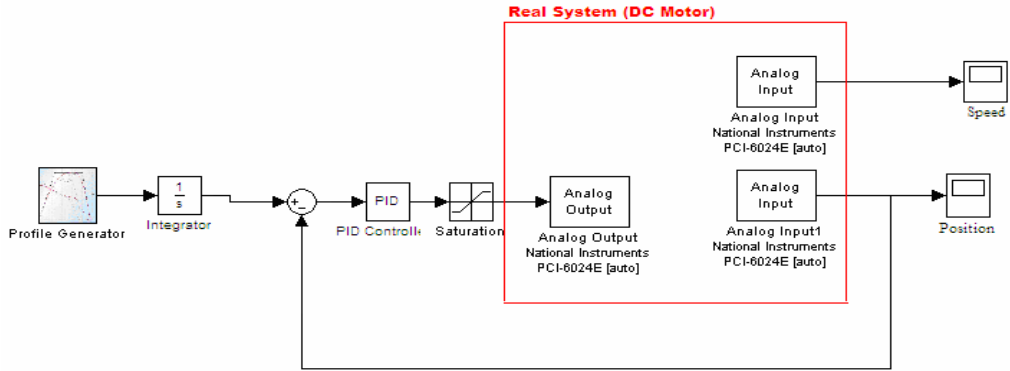 Real System (DC Motor)
Analog
Input
Analog Input
National Instruments
PCI-6024E [auto]
Speed
Profile Generator
1
s
Integrator
+
−
PID
PID Controlle
Saturation
Analog
Output
Analog Output
National Instruments
PCI-6024E [auto]
Analog
Input
Analog Input1
National Instruments
PCI-6024E [auto]
Position